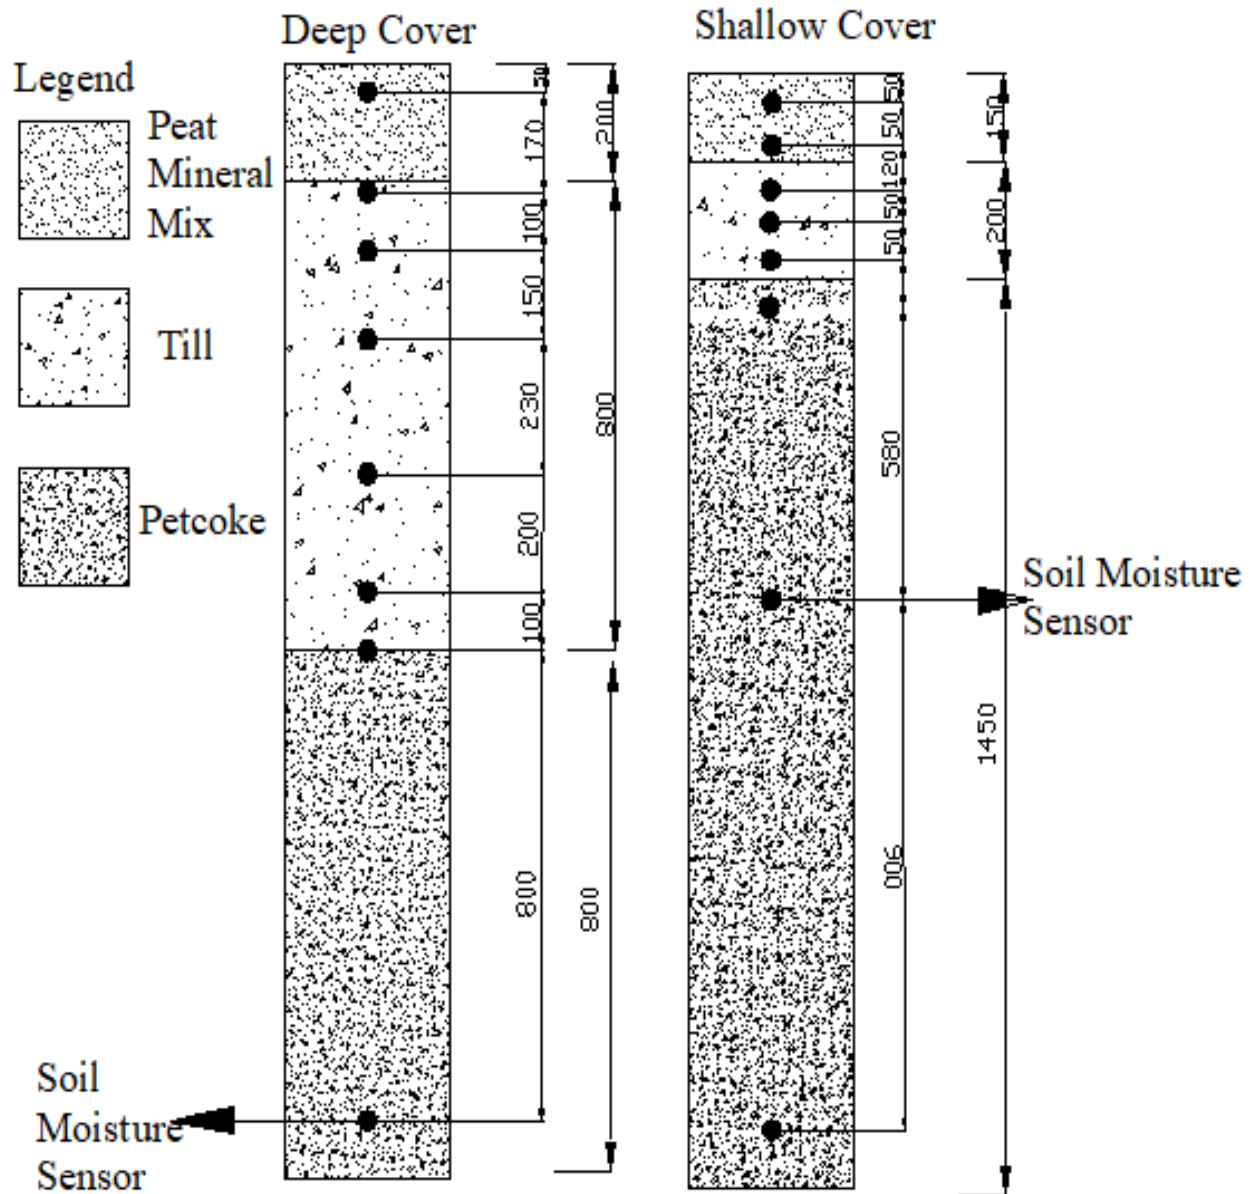 Deep Cover
Shallow Cover
Legend
Peat
Mineral
Mix
Till
Petcoke
50
170
100
150
230
200
100
800
200
800
800
50
50
120
50
50
580
900
150
200
1450
Soil Moisture
Sensor
Soil
Moisture
Sensor